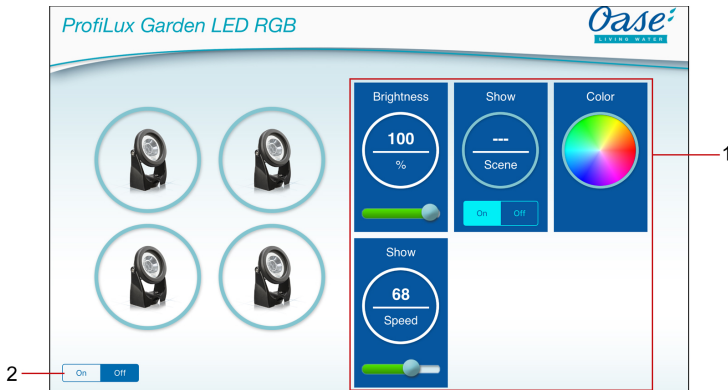 ProfiLux Garden LED RGB
Oase
LIVING WATER
Brightness
100
%
Show
---
Scene
On Off
Color
1
Show
68
Speed
2
On Off